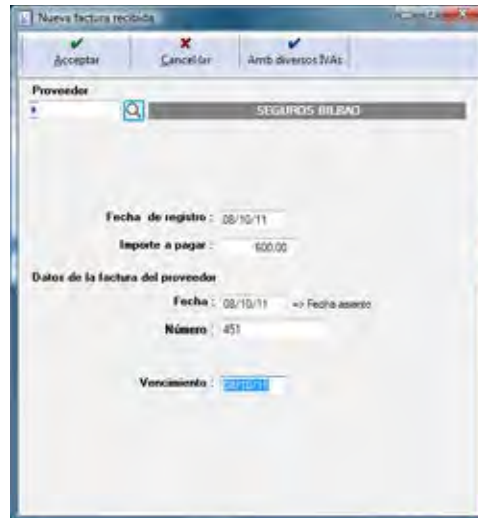 Nueva factura recibida
Acceptar
Cancel·lar
Amb diversos IVAs
Proveedor
SEGUROS BILBAO
Fecha de registro : 08/10/11
Importe a pagar : 600.00
Datos de la factura del proveedor
Fecha : 08/10/11 => Fecha asiento
Número : 451
Vencimiento : 08/10/11